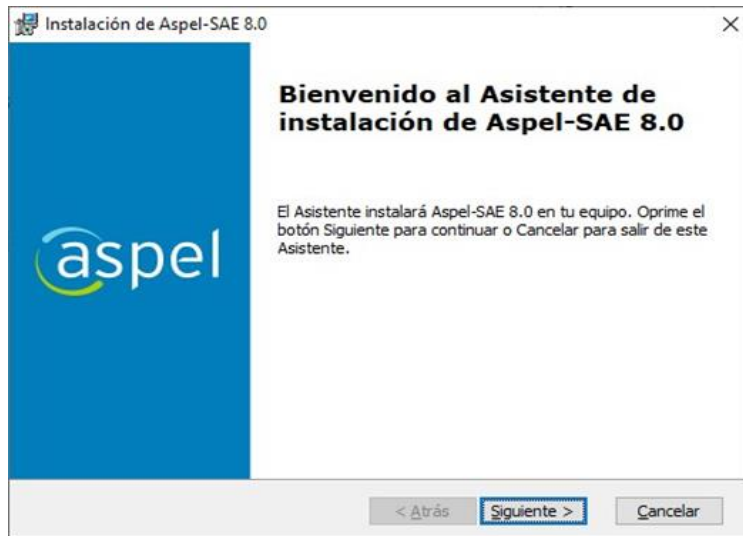 Instalación de Aspel-SAE 8.0
Bienvenido al Asistente de
instalación de Aspel-SAE 8.0
El Asistente instalará Aspel-SAE 8.0 en tu equipo. Oprime el
botón Siguiente para continuar o Cancelar para salir de este
Asistente.
aspel
< Atrás Siguiente > Cancelar